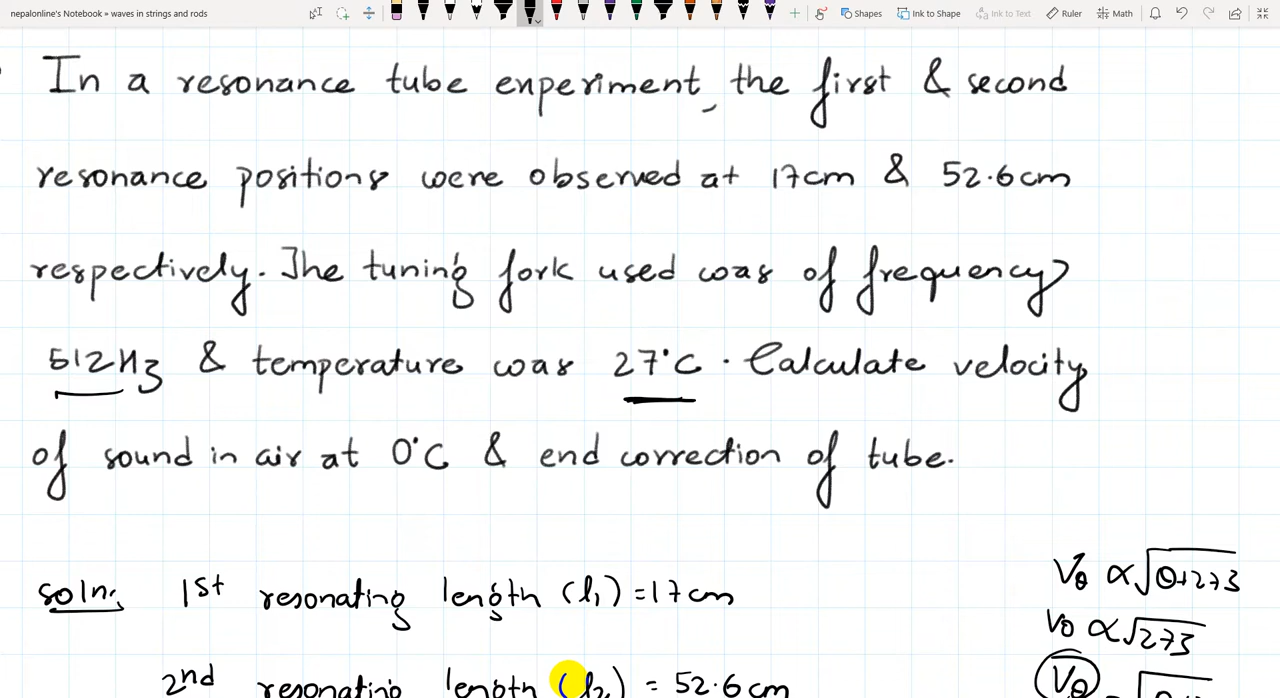 nepalonline's Notebook » waves in strings and rods
Shapes Ink to Shape Ink to Text Ruler Math
In a resonance tube experiment, the first & second
resonance positions were observed at 17cm & 52.6cm
respectively. The tuning fork used was of frequency
512Hz & temperature was 27°C. Calculate velocity
of sound in air at 0°C & end correction of tube.
soln, 1st resonating length (l₁) = 17cm
2nd resonating length (l₂) = 52.6cm
Vθ ∝ √θ+273
V0 ∝ √273
Vθ =